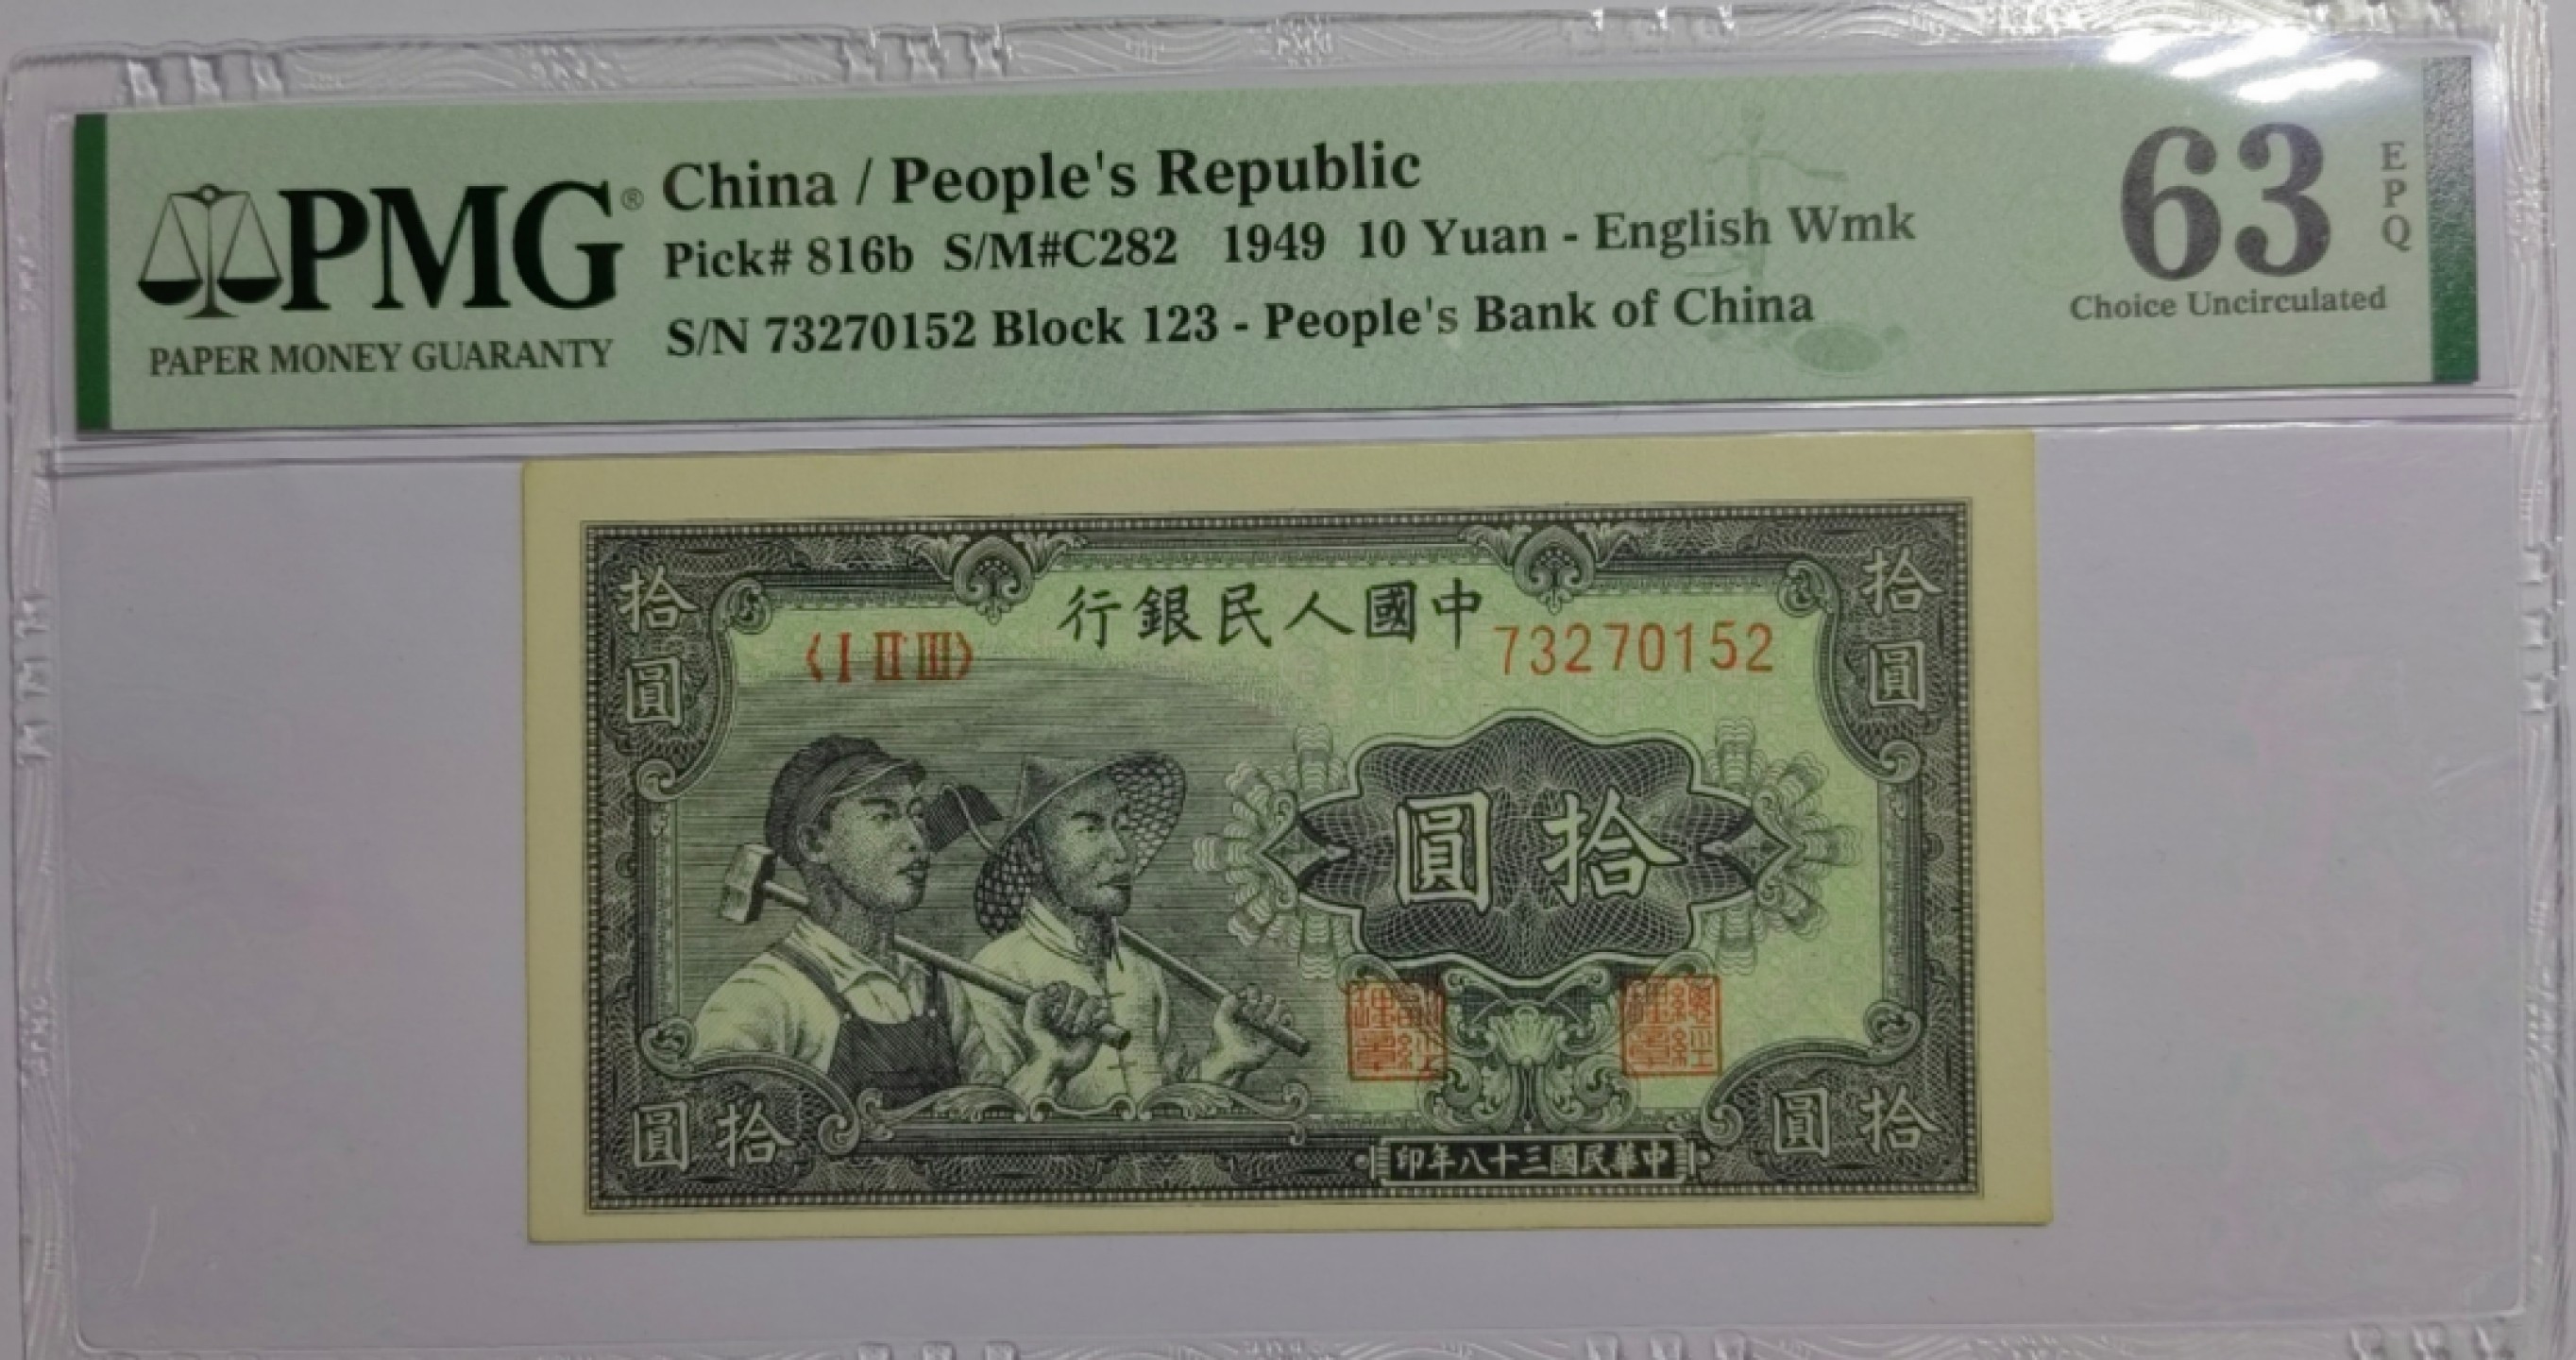 PMG®
PAPER MONEY GUARANTY
China / People's Republic
Pick# 816b S/M#C282 1949 10 Yuan - English Wmk
S/N 73270152 Block 123 - People's Bank of China
63
EPQ
Choice Uncirculated
行銀民人國中
〈Ⅰ Ⅱ Ⅲ〉
73270152
拾圓
拾圓
圓拾
圓拾
圓拾
印年八十三國民華中